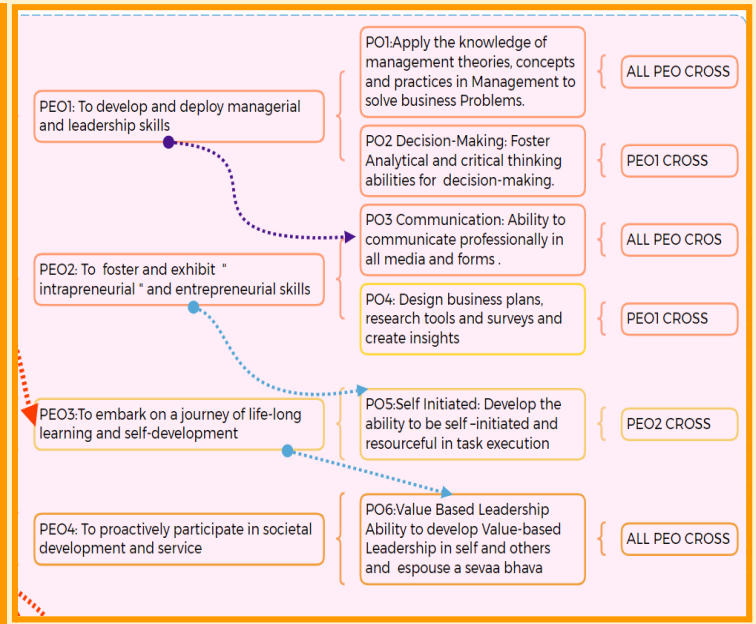 PEO1: To develop and deploy managerial
and leadership skills
PO1:Apply the knowledge of
management theories, concepts
and practices in Management to
solve business Problems.
ALL PEO CROSS
PO2 Decision-Making: Foster
Analytical and critical thinking
abilities for decision-making.
PEO1 CROSS
PEO2: To foster and exhibit "
intrapreneurial " and entrepreneurial skills
PO3 Communication: Ability to
communicate professionally in
all media and forms .
ALL PEO CROS
PO4: Design business plans,
research tools and surveys and
create insights
PEO1 CROSS
PEO3:To embark on a journey of life-long
learning and self-development
PO5:Self Initiated: Develop the
ability to be self –initiated and
resourceful in task execution
PEO2 CROSS
PEO4: To proactively participate in societal
development and service
PO6:Value Based Leadership
Ability to develop Value-based
Leadership in self and others
and espouse a sevaa bhava
ALL PEO CROSS